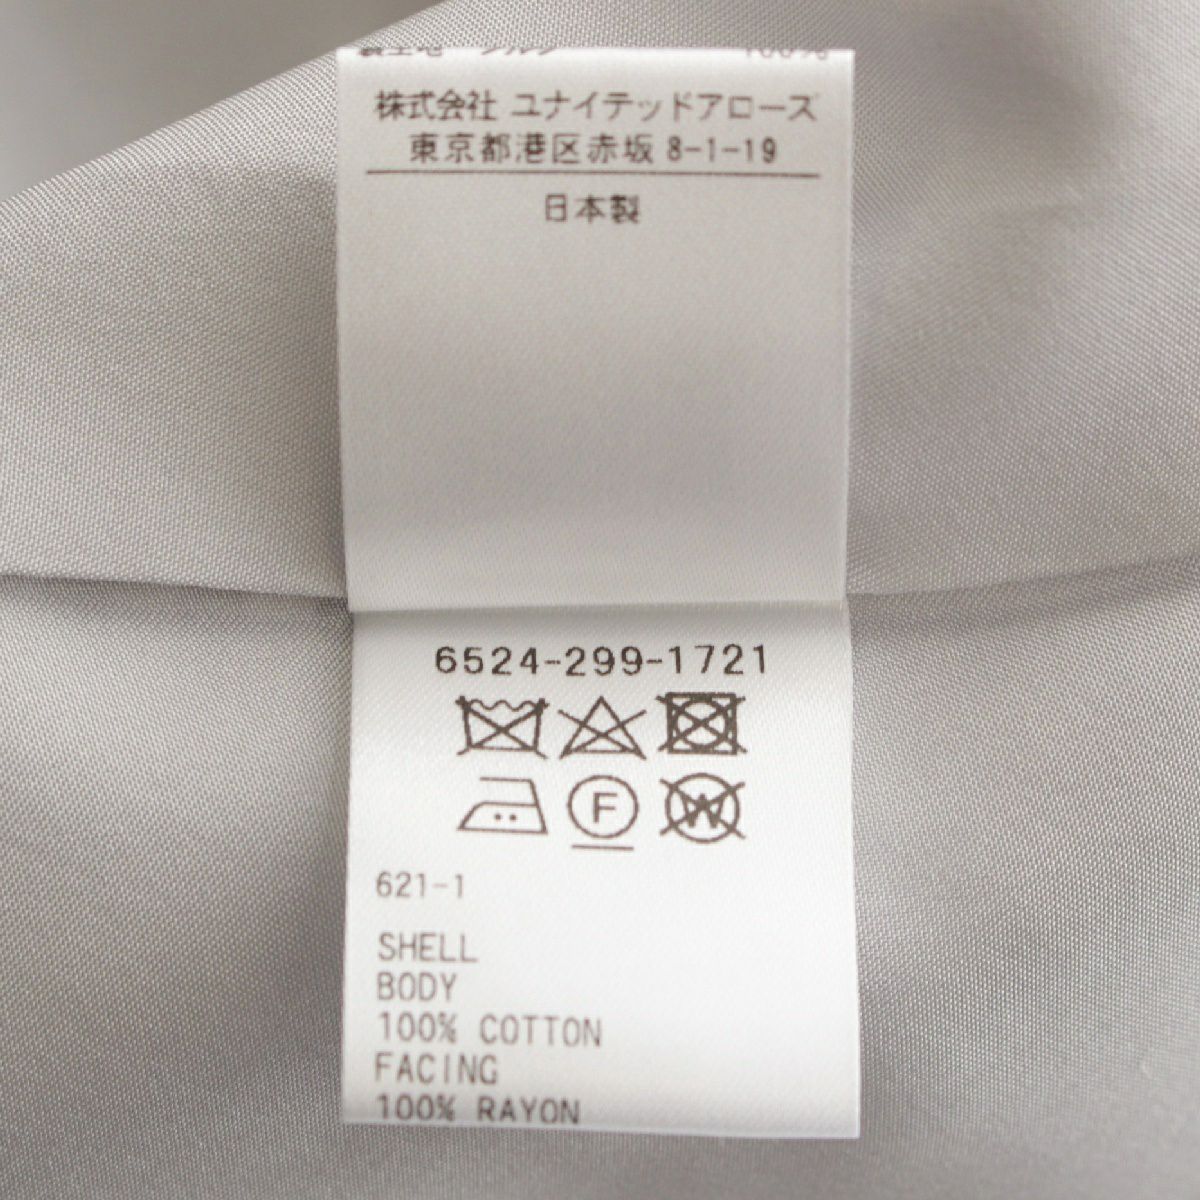 100%
株式会社 ユナイテッドアローズ
東京都港区赤坂 8-1-19
日本製
6524-299-1721
F
W
621-1
SHELL
BODY
100% COTTON
FACING
100% RAYON